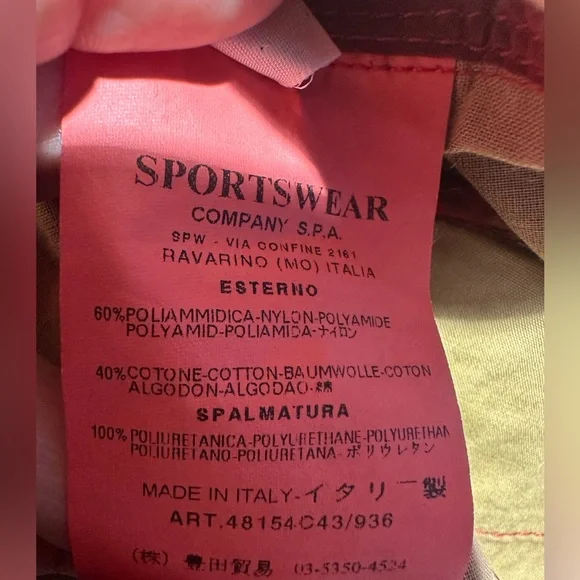 SPORTSWEAR
COMPANY S.P.A.
SPW - VIA CONFINE 2161
RAVARINO (MO) ITALIA
ESTERNO
60%POLIAMMIDICA-NYLON-POLYAMIDE
POLYAMID-POLIAMIDA-ナイロン
40%COTONE-COTTON-BAUMWOLLE-COTON
ALGODON-ALGODAO-綿
SPALMATURA
100%POLIURETANICA-POLYURETHANE-POLYURETHAN
POLIURETANO-POLIURETANA-ポリウレタン
MADE IN ITALY-イタリー製
ART.48154C43/936
(株) 豊田貿易 03-5350-4524